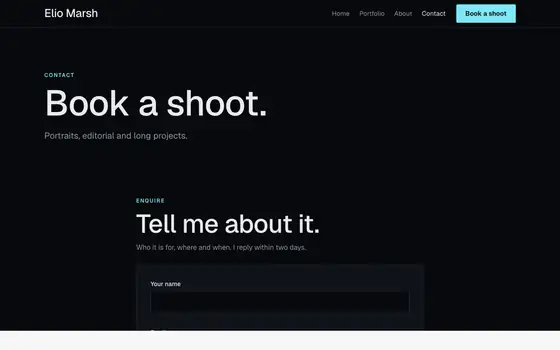 Elio Marsh
Home
Portfolio
About
Contact
Book a shoot
CONTACT
Book a shoot.
Portraits, editorial and long projects.
ENQUIRE
Tell me about it.
Who it is for, where and when. I reply within two days.
Your name